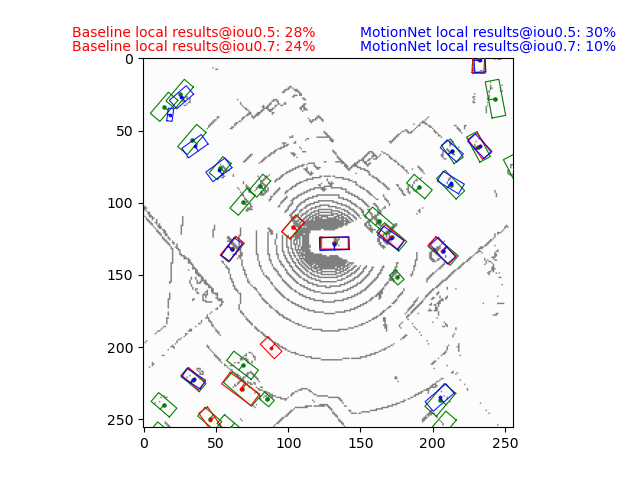 Baseline local results@iou0.5: 28% MotionNet local results@iou0.5: 30%
Baseline local results@iou0.7: 24% MotionNet local results@iou0.7: 10%
0
50
100
150
200
250
0 50 100 150 200 250